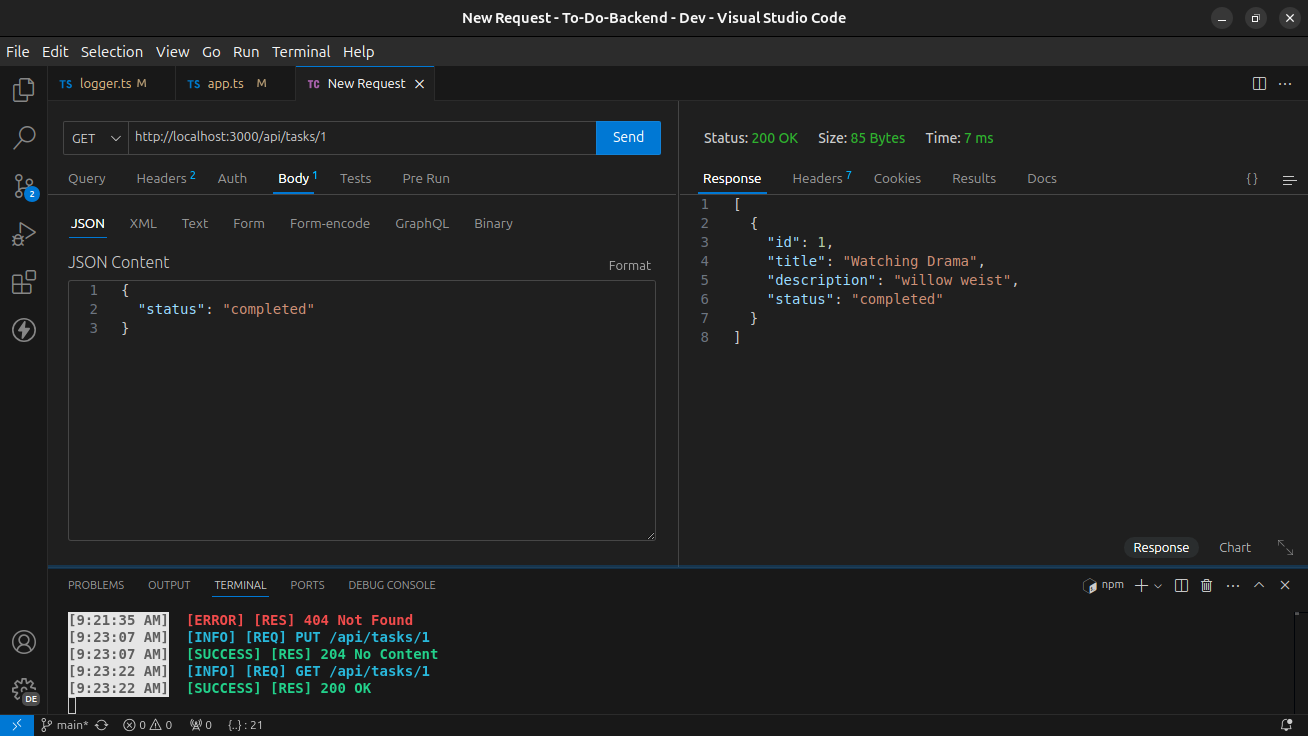 New Request - To-Do-Backend - Dev - Visual Studio Code
File Edit Selection View Go Run Terminal Help
TS logger.ts M TS app.ts M TC New Request
GET http://localhost:3000/api/tasks/1 Send
Status: 200 OK Size: 85 Bytes Time: 7 ms
Query Headers 2 Auth Body 1 Tests Pre Run
Response Headers 7 Cookies Results Docs {}
JSON XML Text Form Form-encode GraphQL Binary
JSON Content Format
1 {
2 "status": "completed"
3 }
1 [
2 {
3 "id": 1,
4 "title": "Watching Drama",
5 "description": "willow weist",
6 "status": "completed"
7 }
8 ]
Response Chart
PROBLEMS OUTPUT TERMINAL PORTS DEBUG CONSOLE npm
[9:21:35 AM] [ERROR] [RES] 404 Not Found
[9:23:07 AM] [INFO] [REQ] PUT /api/tasks/1
[9:23:07 AM] [SUCCESS] [RES] 204 No Content
[9:23:22 AM] [INFO] [REQ] GET /api/tasks/1
[9:23:22 AM] [SUCCESS] [RES] 200 OK
2
DE
main* 0 0 0 {..} : 21